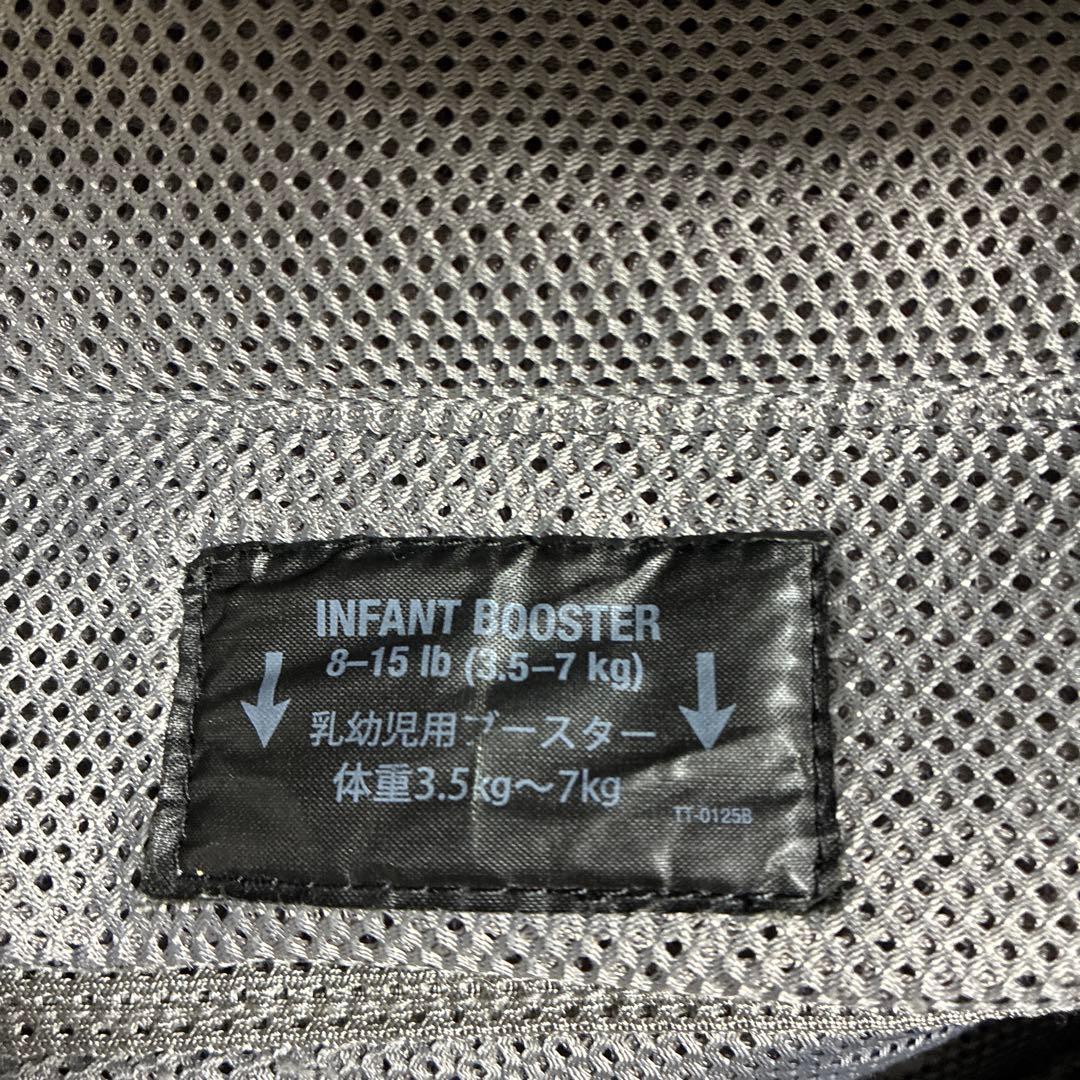 INFANT BOOSTER
8–15 lb (3.5–7 kg)
乳幼児用ブースター
体重3.5kg～7kg
TT-0125B